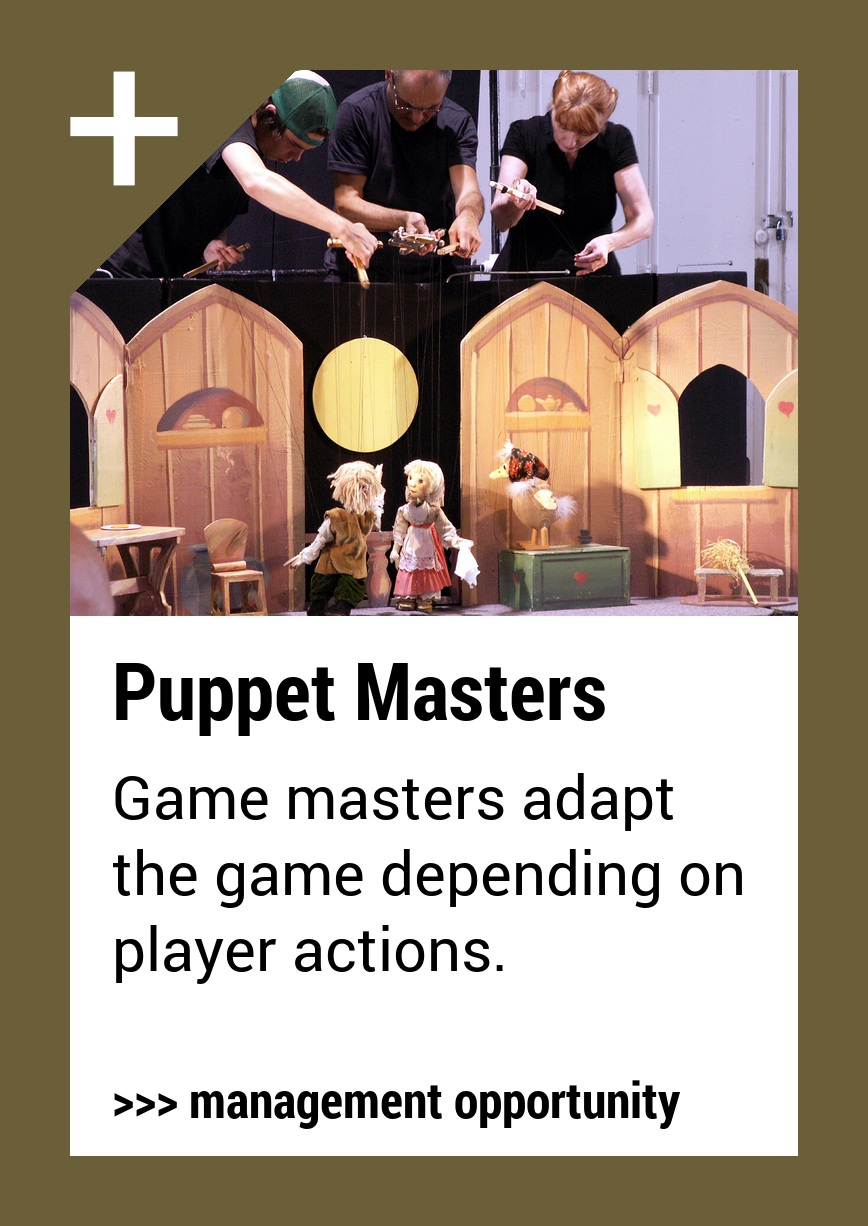 Puppet Masters
Game masters adapt
the game depending on
player actions.
>>> management opportunity